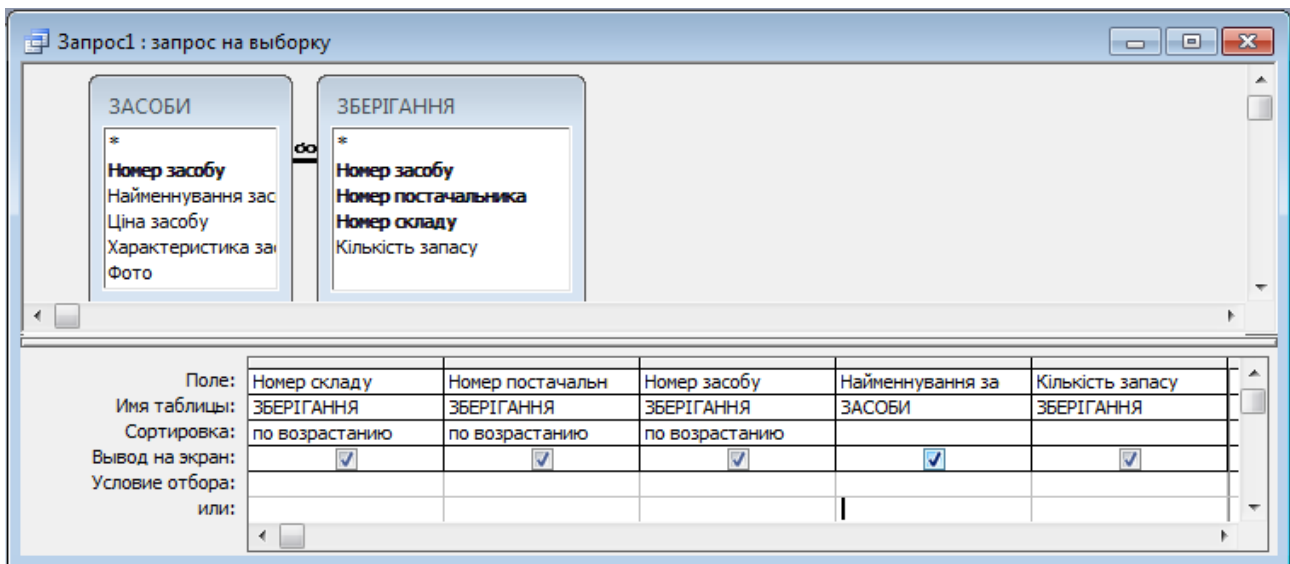 Запрос1 : запрос на выборку
ЗАСОБИ
*
Номер засобу
Найменнування зас
Ціна засобу
Характеристика за
Фото
ЗБЕРІГАННЯ
*
Номер засобу
Номер постачальника
Номер складу
Кількість запасу
Поле: Номер складу Номер постачальн Номер засобу Найменнування за Кількість запасу
Имя таблицы: ЗБЕРІГАННЯ ЗБЕРІГАННЯ ЗБЕРІГАННЯ ЗАСОБИ ЗБЕРІГАННЯ
Сортировка: по возрастанию по возрастанию по возрастанию
Вывод на экран:
Условие отбора:
или: